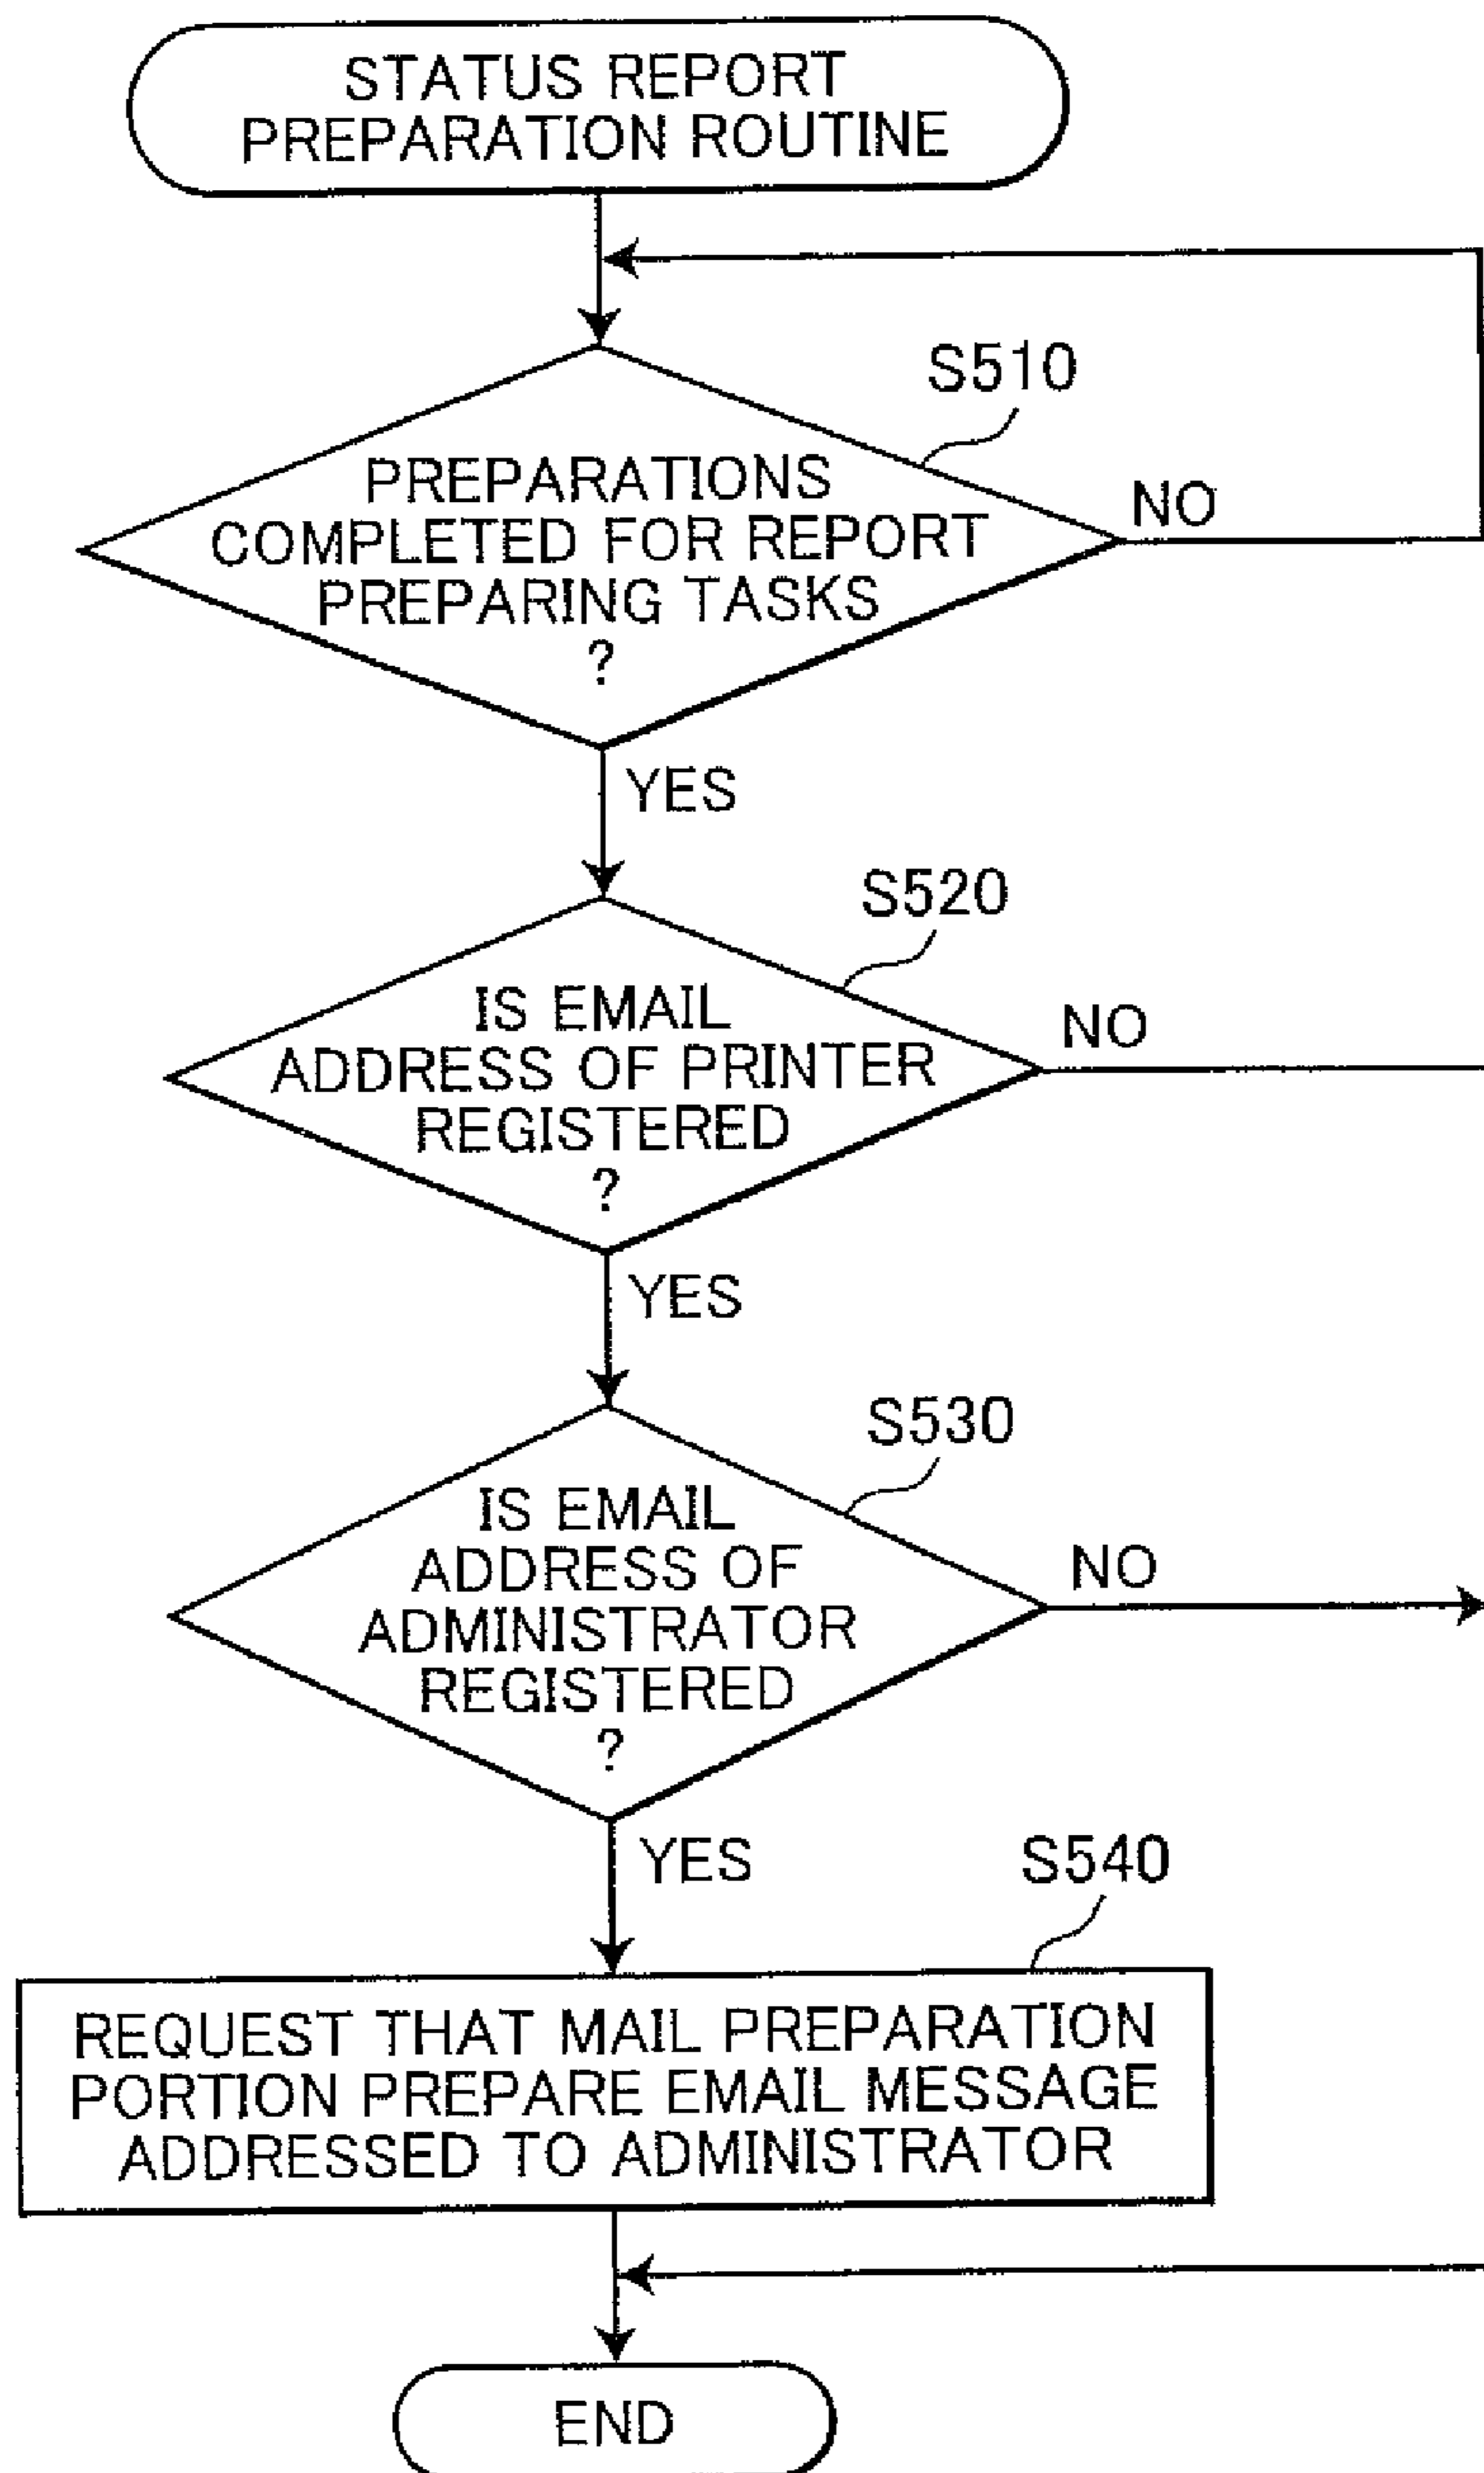 STATUS REPORT
PREPARATION ROUTINE
S510
PREPARATIONS
COMPLETED FOR REPORT
PREPARING TASKS
?
NO
YES
S520
IS EMAIL
ADDRESS OF PRINTER
REGISTERED
?
NO
YES
S530
IS EMAIL
ADDRESS OF
ADMINISTRATOR
REGISTERED
?
NO
YES
S540
REQUEST THAT MAIL PREPARATION
PORTION PREPARE EMAIL MESSAGE
ADDRESSED TO ADMINISTRATOR
END